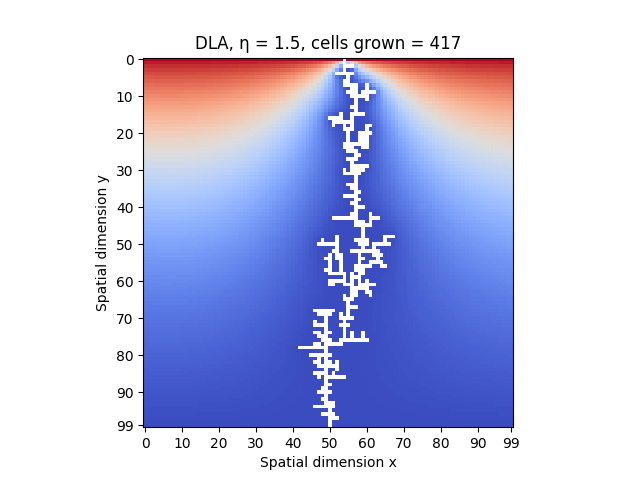 DLA, η = 1.5, cells grown = 417
Spatial dimension y
0
10
20
30
40
50
60
70
80
90
99
0 10 20 30 40 50 60 70 80 90 99
Spatial dimension x